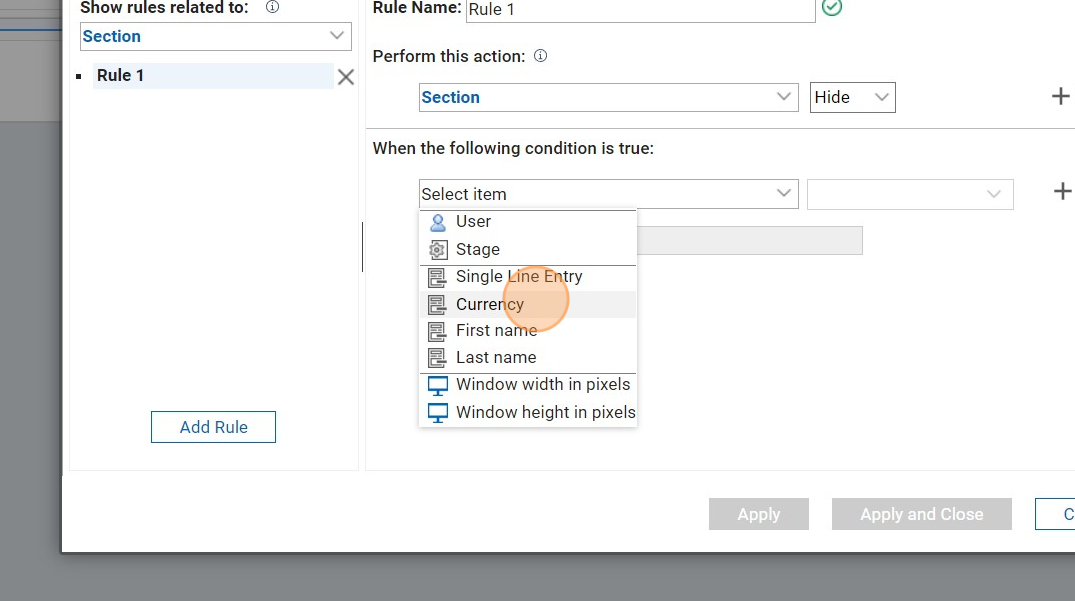 Show rules related to:
Section
Rule 1
Add Rule
Rule Name: Rule 1
Perform this action:
Section Hide
When the following condition is true:
Select item
User
Stage
Single Line Entry
Currency
First name
Last name
Window width in pixels
Window height in pixels
Apply Apply and Close C